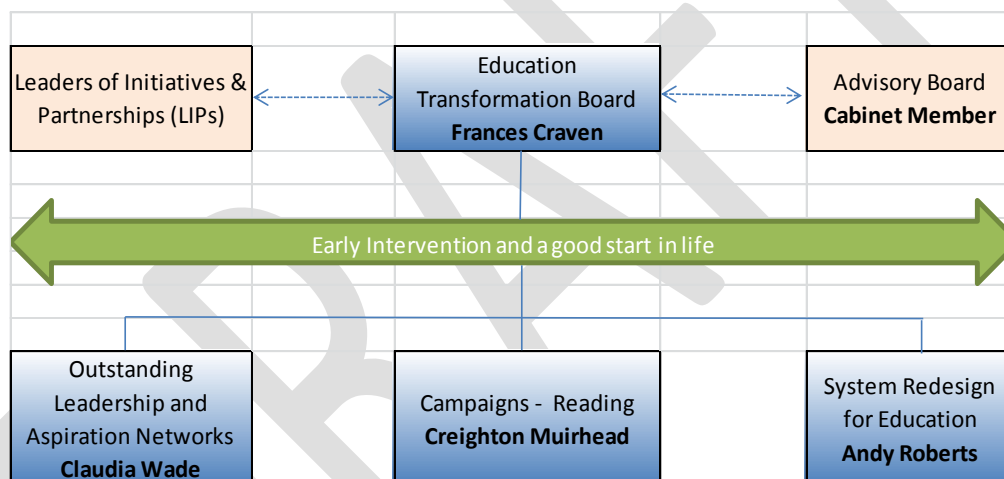 Leaders of Initiatives &
Partnerships (LIPs)
Education
Transformation Board
Frances Craven
Advisory Board
Cabinet Member
Early Intervention and a good start in life
Outstanding
Leadership and
Aspiration Networks
Claudia Wade
Campaigns - Reading
Creighton Muirhead
System Redesign
for Education
Andy Roberts